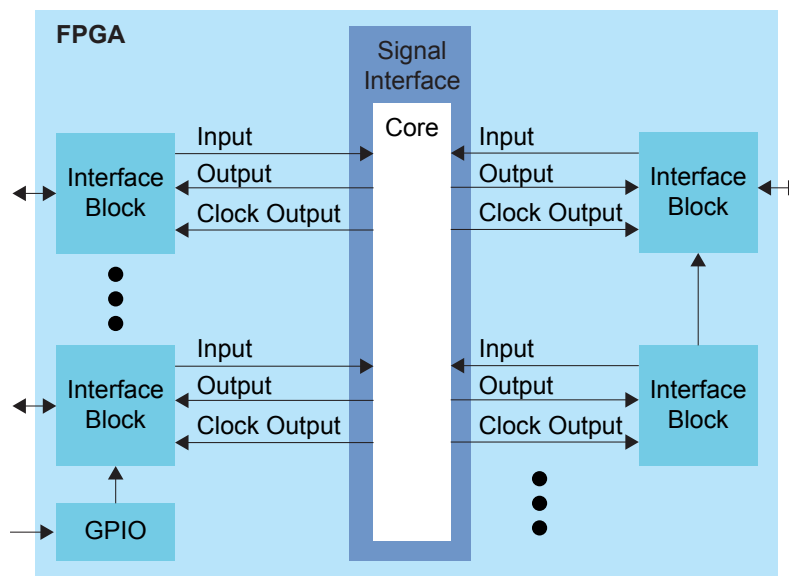 FPGA
Signal
Interface
Core
Interface
Block
Input
Output
Clock Output
Input
Output
Clock Output
Interface
Block
Interface
Block
Input
Output
Clock Output
Input
Output
Clock Output
Interface
Block
GPIO